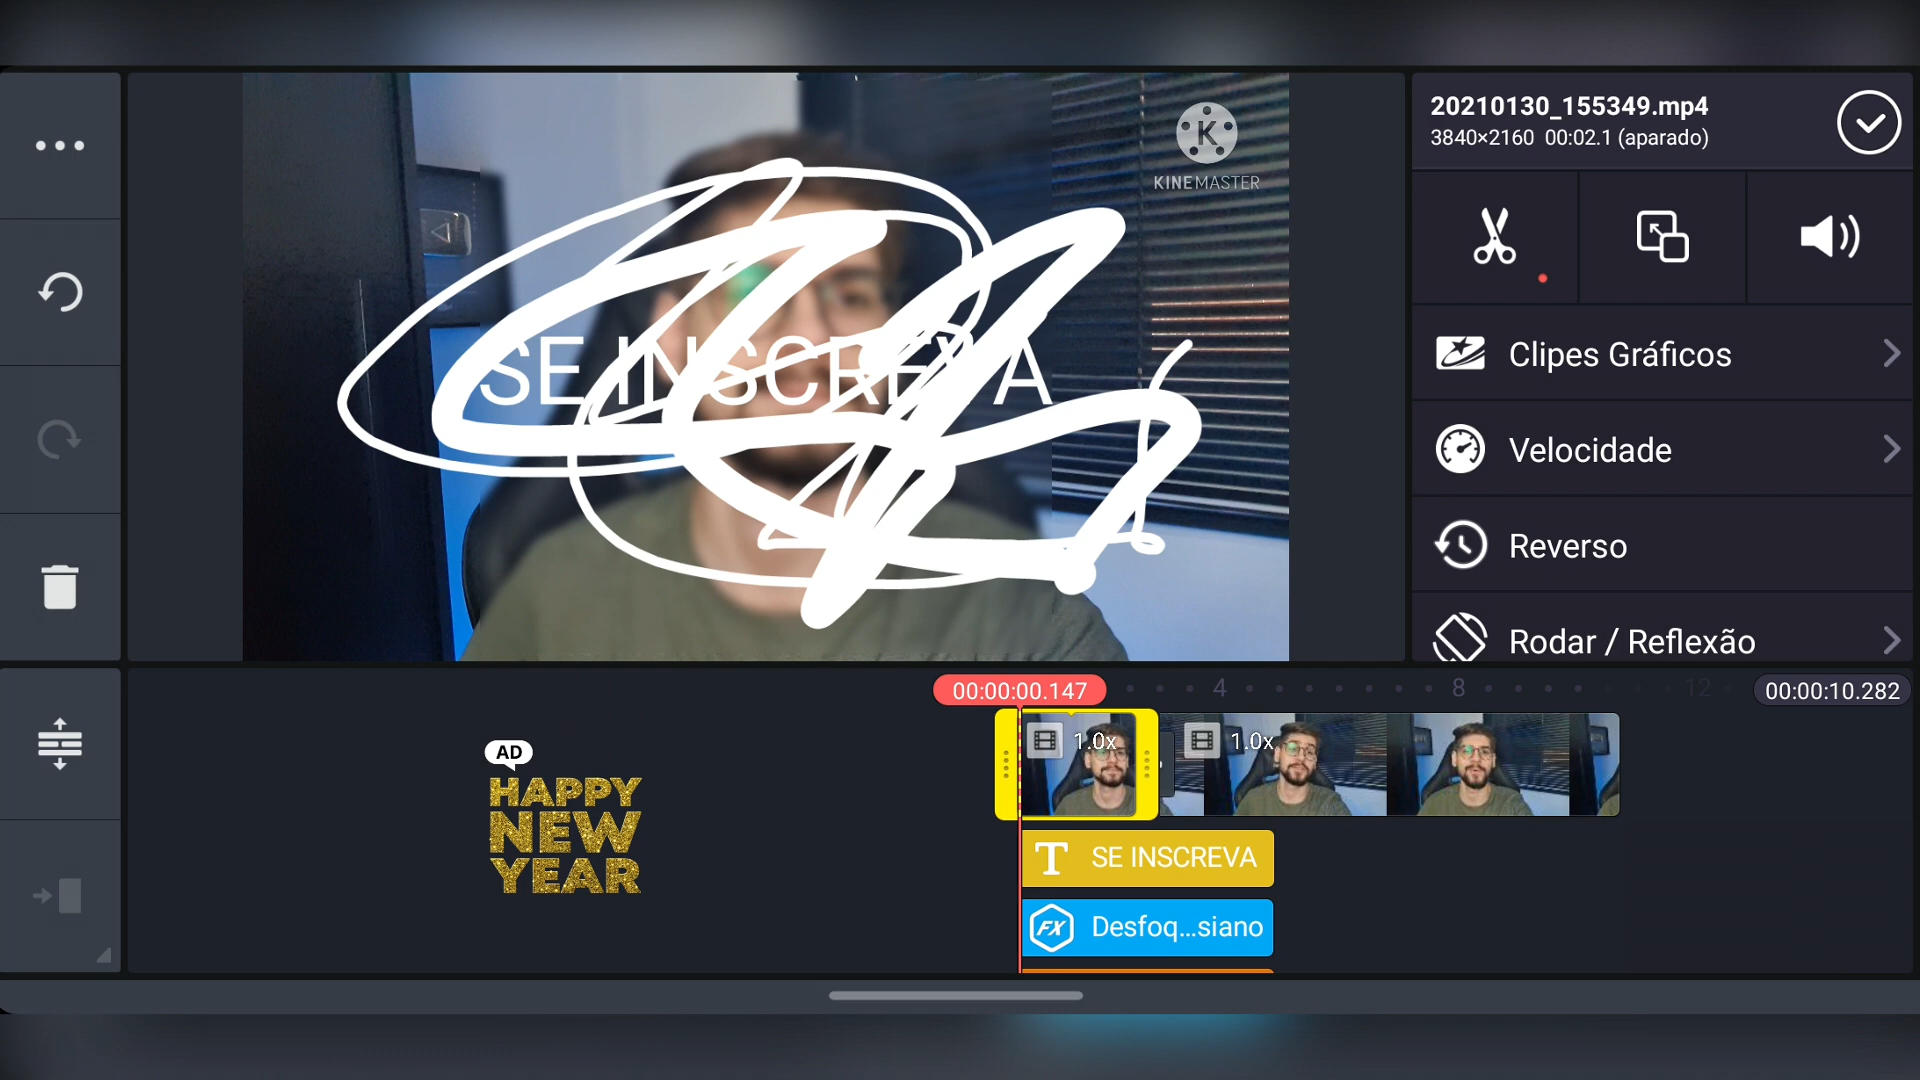 K
KINEMASTER
SE INSCREVA
20210130_155349.mp4
3840×2160 00:02.1 (aparado)
Clipes Gráficos
Velocidade
Reverso
Rodar / Reflexão
00:00:00.147
4
8
12
00:00:10.282
AD
HAPPY
NEW
YEAR
1.0x
1.0x
T SE INSCREVA
FX Desfoq...siano